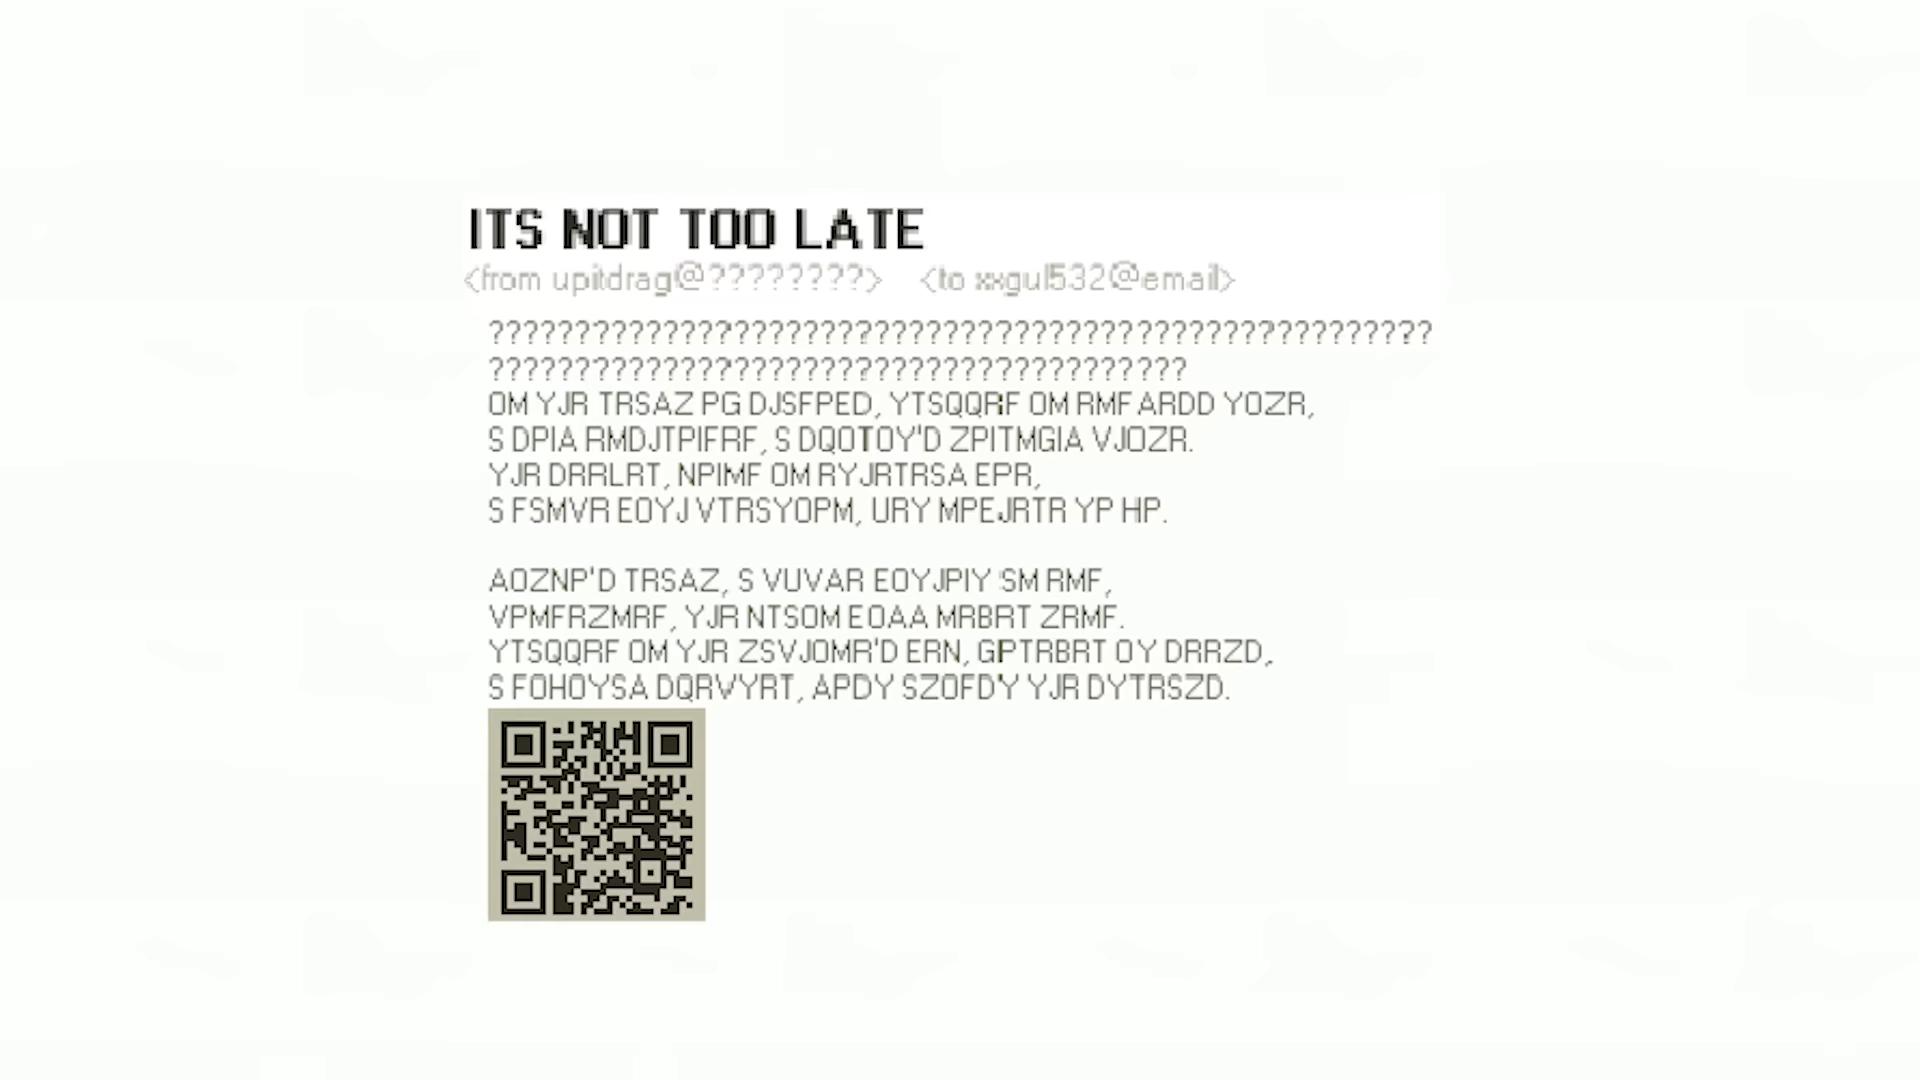 ITS NOT TOO LATE
<from upitdrag@????????> <to xxgul532@email>
??????????????????????????????????????????????????????
????????????????????????????????????????
OM YJR TRSAZ PG DJSFPED, YTSQQRF OM RMFARDD YOZR,
S DPIA RMDJTPIFRF, S DQOTOY'D ZPITMGIA VJOZR.
YJR DRRLRT, NPIMF OM RYJRTRSA EPR,
S FSMVR EOYJ VTRSYOPM, URY MPEJRTR YP HP.
AOZNP'D TRSAZ, S VUVAR EOYJPIY SM RMF,
VPMFRZMRF, YJR NTSOM EOAA MRBRT ZRMF.
YTSQQRF OM YJR ZSVJOMR'D ERN, GPTRBRT OY DRRZD,
S FOHOYSA DQRVYRT, APDY SZOFDY YJR DYTRSZD.